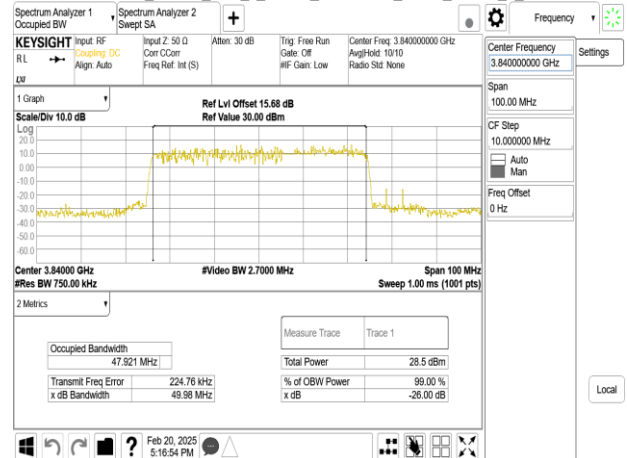 Spectrum Analyzer 1
Occupied BW
Spectrum Analyzer 2
Swept SA
+
Frequency
KEYSIGHT
RL
LXI
Input: RF
Coupling: DC
Align: Auto
Input Z: 50 Ω
Corr CCorr
Freq Ref: Int (S)
Atten: 30 dB
Trig: Free Run
Gate: Off
#IF Gain: Low
Center Freq: 3.840000000 GHz
Avg|Hold: 10/10
Radio Std: None
Center Frequency
3.840000000 GHz
Settings
Span
100.00 MHz
CF Step
10.000000 MHz
Auto
Man
Freq Offset
0 Hz
Local
1 Graph
Scale/Div 10.0 dB
Ref Lvl Offset 15.68 dB
Ref Value 30.00 dBm
Log
20.0
10.0
0.00
-10.0
-20.0
-30.0
-40.0
-50.0
-60.0
Center 3.84000 GHz
#Video BW 2.7000 MHz
Span 100 MHz
#Res BW 750.00 kHz
Sweep 1.00 ms (1001 pts)
2 Metrics
Measure Trace Trace 1
Occupied Bandwidth
47.921 MHz
Total Power 28.5 dBm
Transmit Freq Error 224.76 kHz
% of OBW Power 99.00 %
x dB Bandwidth 49.98 MHz
x dB -26.00 dB
?
Feb 20, 2025
5:16:54 PM